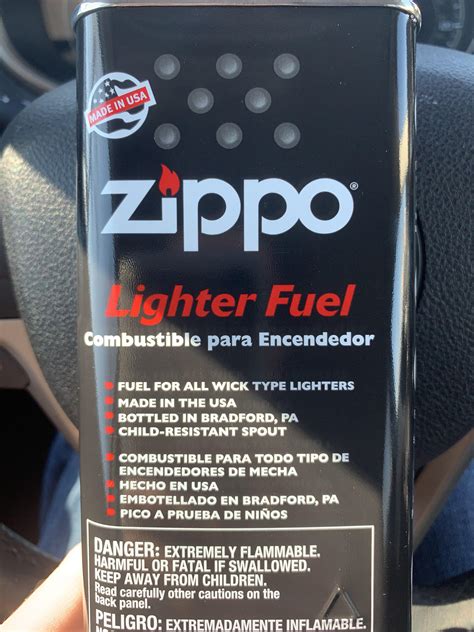 MADE IN USA
zippo®
Lighter Fuel
Combustible para Encendedor
FUEL FOR ALL WICK TYPE LIGHTERS
MADE IN THE USA
BOTTLED IN BRADFORD, PA
CHILD-RESISTANT SPOUT
COMBUSTIBLE PARA TODO TIPO DE
ENCENDEDORES DE MECHA
HECHO EN USA
EMBOTELLADO EN BRADFORD, PA
PICO A PRUEBA DE NIÑOS
DANGER: EXTREMELY FLAMMABLE.
HARMFUL OR FATAL IF SWALLOWED.
KEEP AWAY FROM CHILDREN.
Read carefully other cautions on the
back panel.
PELIGRO: EXTREMADAMENTE INFLAMABLE.